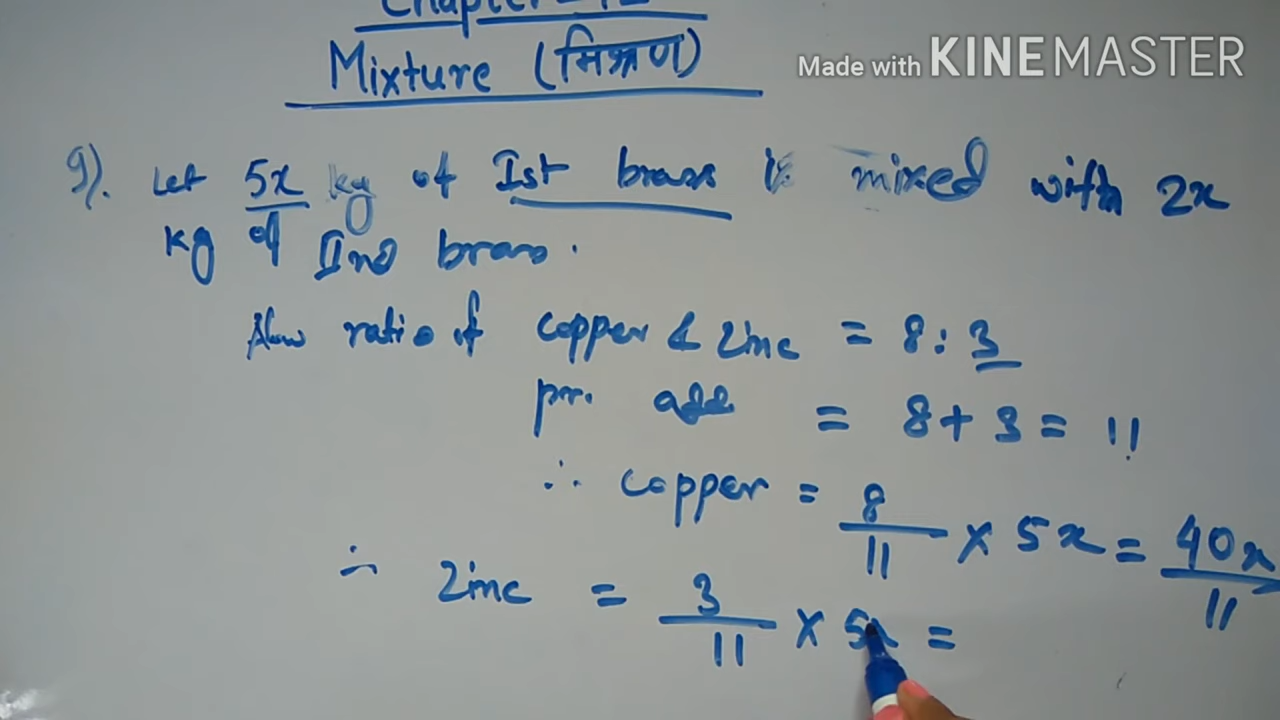 Made with KINEMASTER
Mixture (मिश्रण)
9). Let 5x kg of Ist brass is mixed with 2x
kg of IInd brass.
Now ratio of copper & Zinc = 8:3
pr. add = 8+3 = 11
∴ copper = 8/11 × 5x = 40x/11
∴ Zinc = 3/11 × 5x =